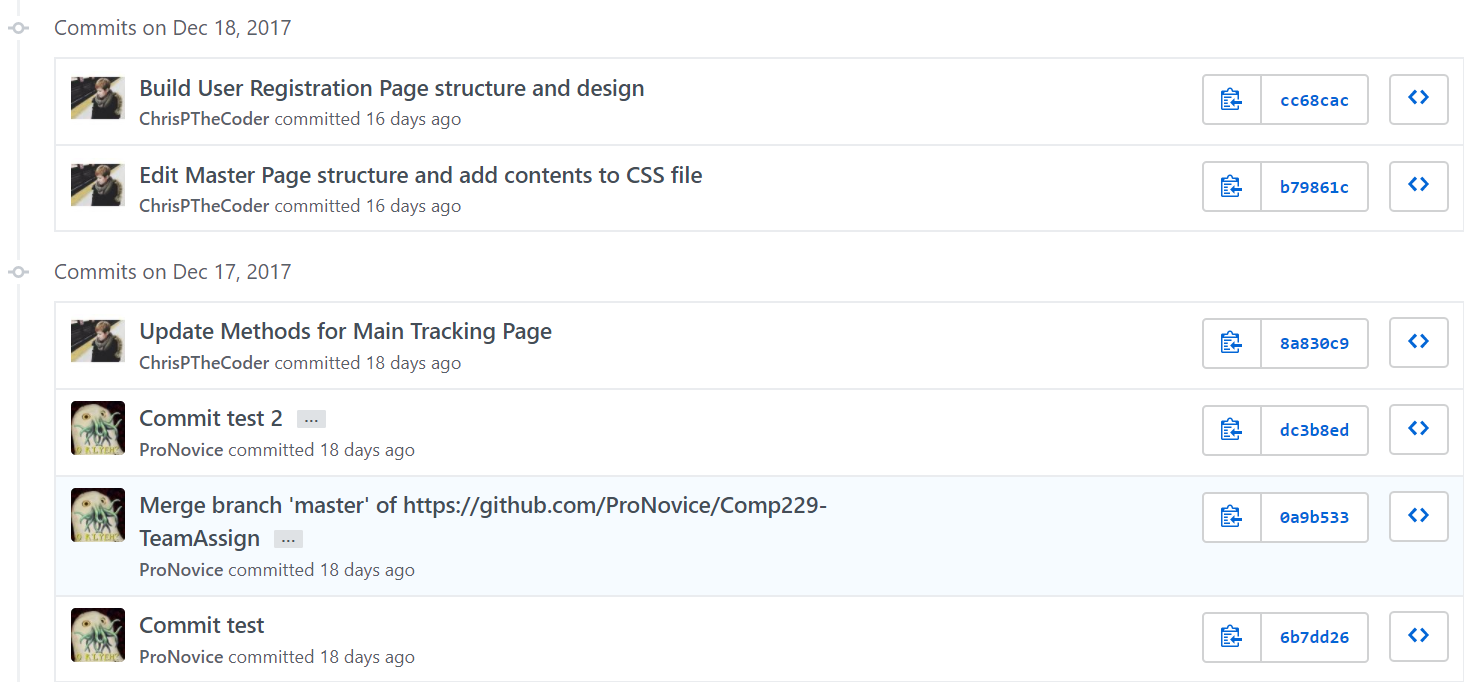 Commits on Dec 18, 2017
Build User Registration Page structure and design
cc68cac
ChrisPTheCoder committed 16 days ago
Edit Master Page structure and add contents to CSS file
b79861c
ChrisPTheCoder committed 16 days ago
Commits on Dec 17, 2017
Update Methods for Main Tracking Page
8a830c9
ChrisPTheCoder committed 18 days ago
Commit test 2 ...
dc3b8ed
ProNovice committed 18 days ago
Merge branch 'master' of https://github.com/ProNovice/Comp229-
0a9b533
TeamAssign ...
ProNovice committed 18 days ago
Commit test
6b7dd26
ProNovice committed 18 days ago